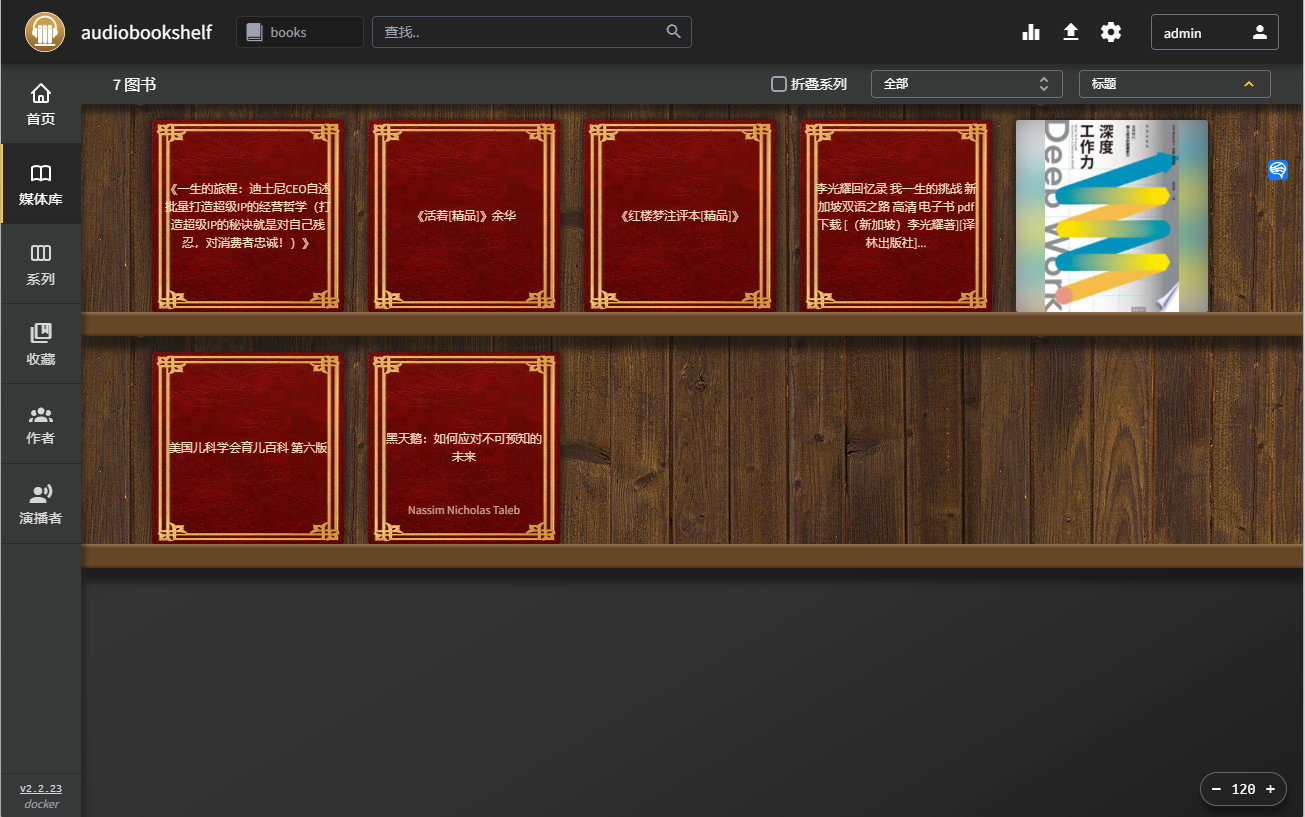 audiobookshelf
books
查找..
admin
7 图书
折叠系列
全部
标题
首页
媒体库
系列
收藏
作者
演播者
《一生的旅程：迪士尼CEO自述
批量打造超级IP的经营哲学（打
造超级IP的秘诀就是对自己残
忍，对消费者忠诚！）》
《活着[精品]》余华
《红楼梦注评本[精品]》
李光耀回忆录 我一生的挑战 新
加坡双语之路 高清 电子书 pdf
下载 [（新加坡）李光耀著][译
林出版社]...
深度
工作力
Deep Work
美国儿科学会育儿百科 第六版
黑天鹅：如何应对不可预知的
未来
Nassim Nicholas Taleb
v2.2.23
docker
− 120 +